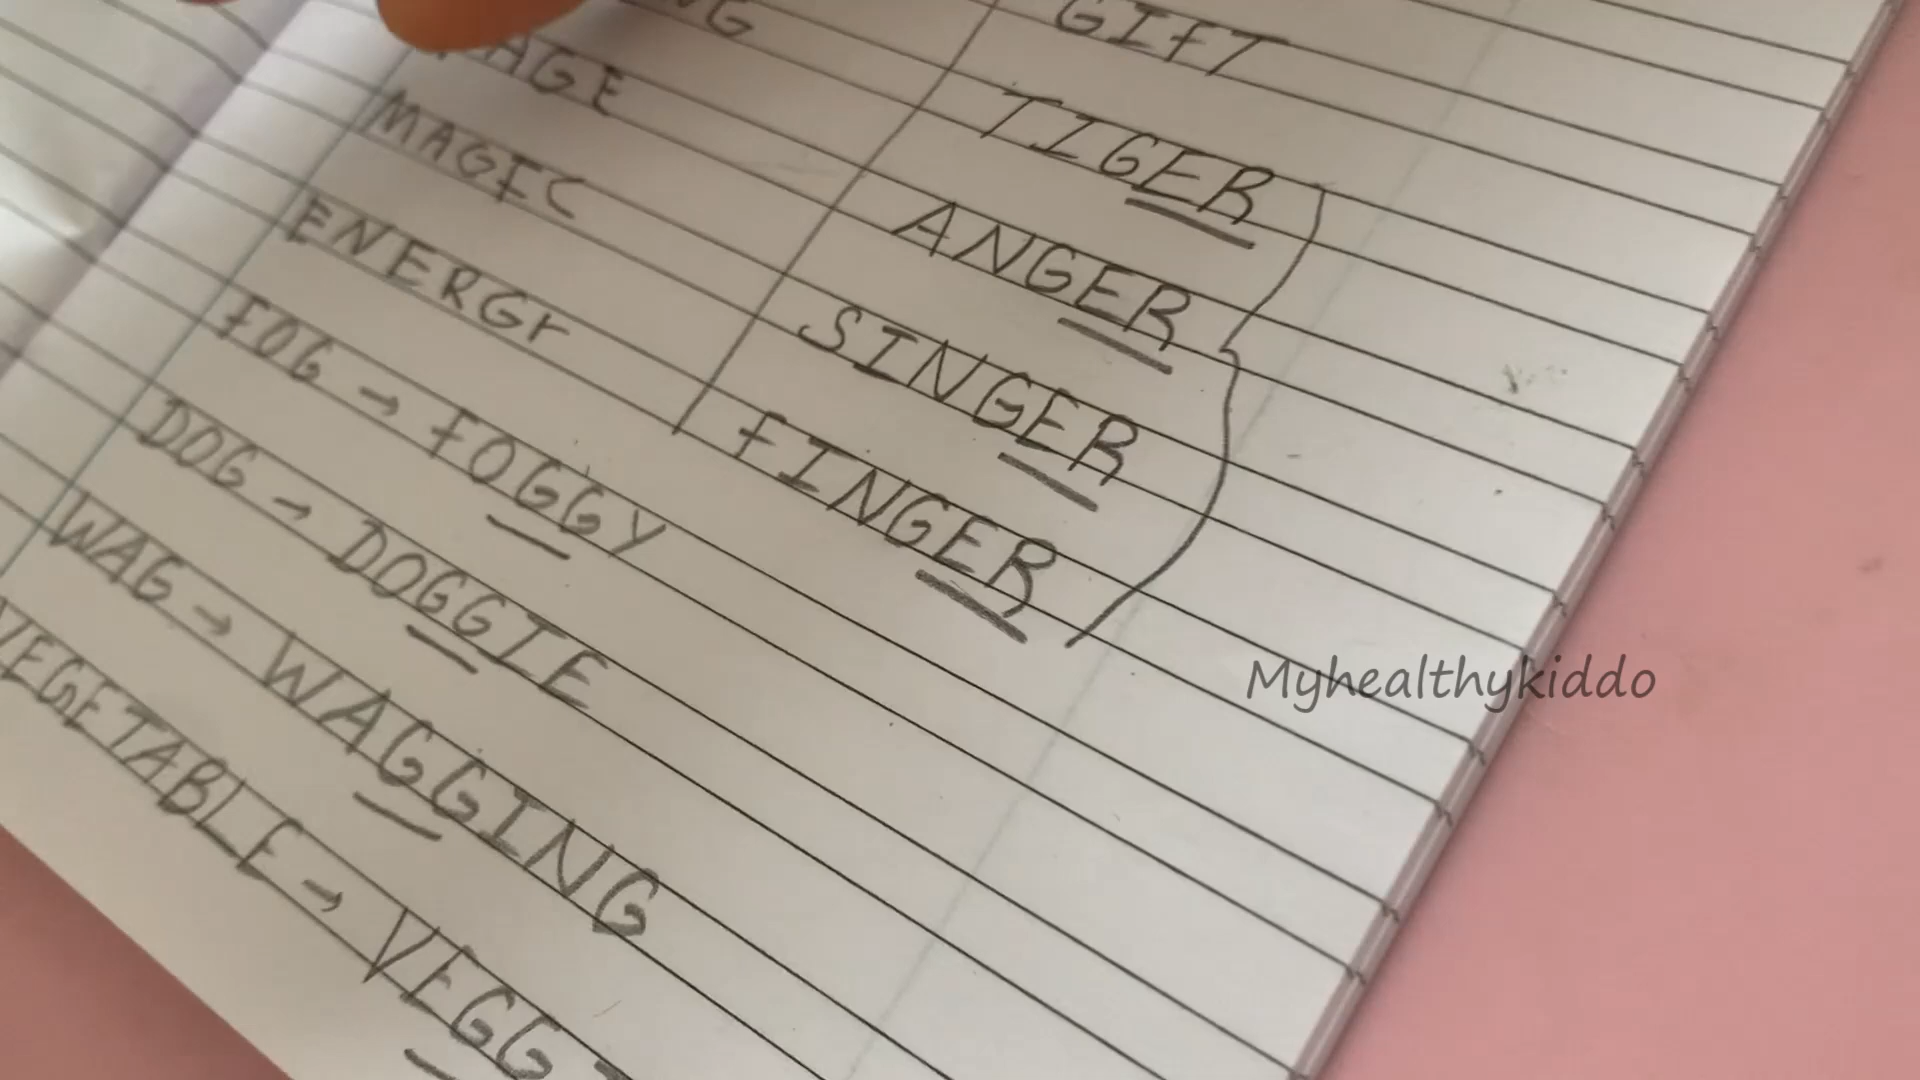 GIFT
MAGIC TIGER
ENERGY ANGER
FOG → FOGGY SINGER
DOG → DOGGIE FINGER
WAG → WAGGING
VEGETABLE →
Myhealthykiddo